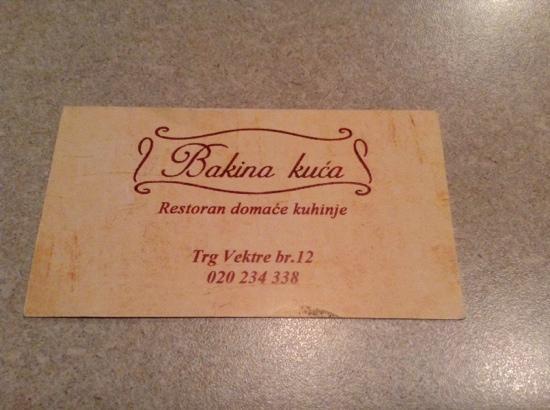 Bakina kuća
Restoran domaće kuhinje
Trg Vektre br.12
020 234 338